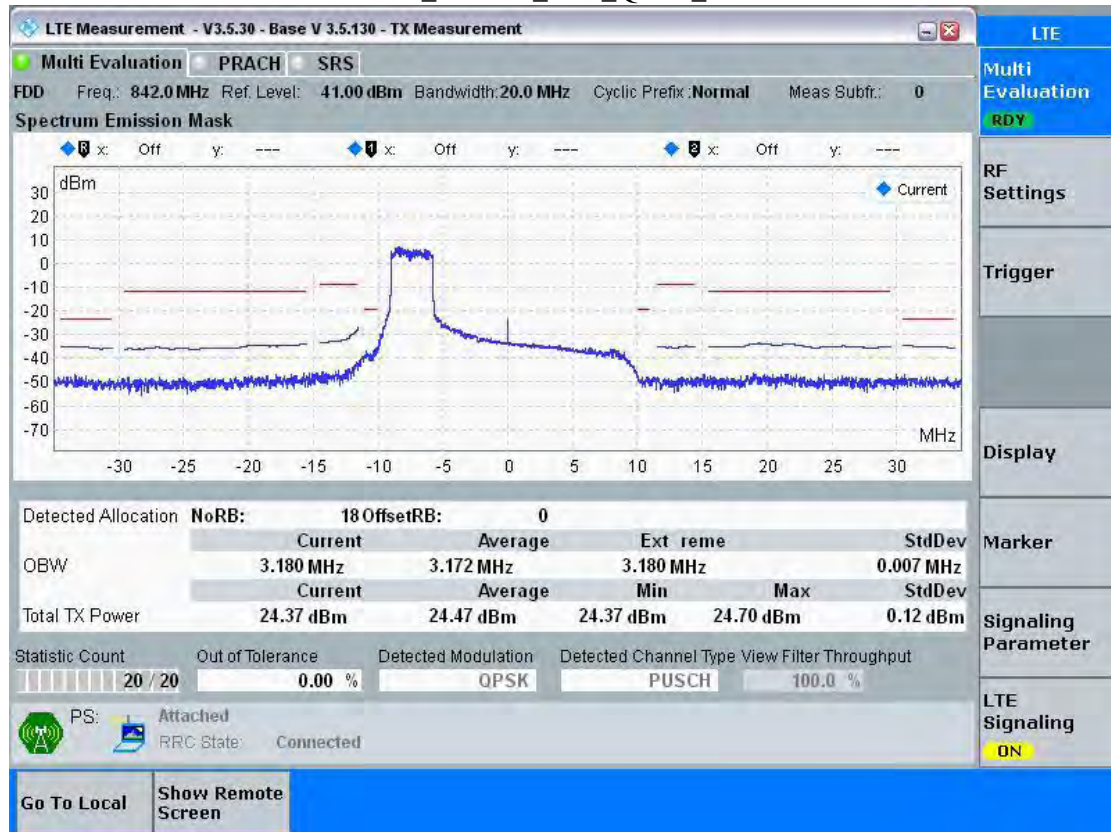 LTE Measurement - V3.5.30 - Base V 3.5.130 - TX Measurement
LTE
Multi Evaluation PRACH SRS
Multi Evaluation
RDY
FDD Freq.: 842.0 MHz Ref. Level: 41.00 dBm Bandwidth: 20.0 MHz Cyclic Prefix : Normal Meas Subfr.: 0
Spectrum Emission Mask
R x: Off y: --- 1 x: Off y: --- 2 x: Off y: ---
dBm
Current
30
20
10
0
-10
-20
-30
-40
-50
-60
-70
MHz
-30 -25 -20 -15 -10 -5 0 5 10 15 20 25 30
RF Settings
Trigger
Display
Marker
Signaling Parameter
LTE Signaling
ON
Detected Allocation NoRB: 18 OffsetRB: 0
Current Average Ext reme StdDev
OBW 3.180 MHz 3.172 MHz 3.180 MHz 0.007 MHz
Current Average Min Max StdDev
Total TX Power 24.37 dBm 24.47 dBm 24.37 dBm 24.70 dBm 0.12 dBm
Statistic Count Out of Tolerance Detected Modulation Detected Channel Type View Filter Throughput
20 / 20 0.00 % QPSK PUSCH 100.0 %
PS: Attached
RRC State: Connected
Go To Local Show Remote Screen